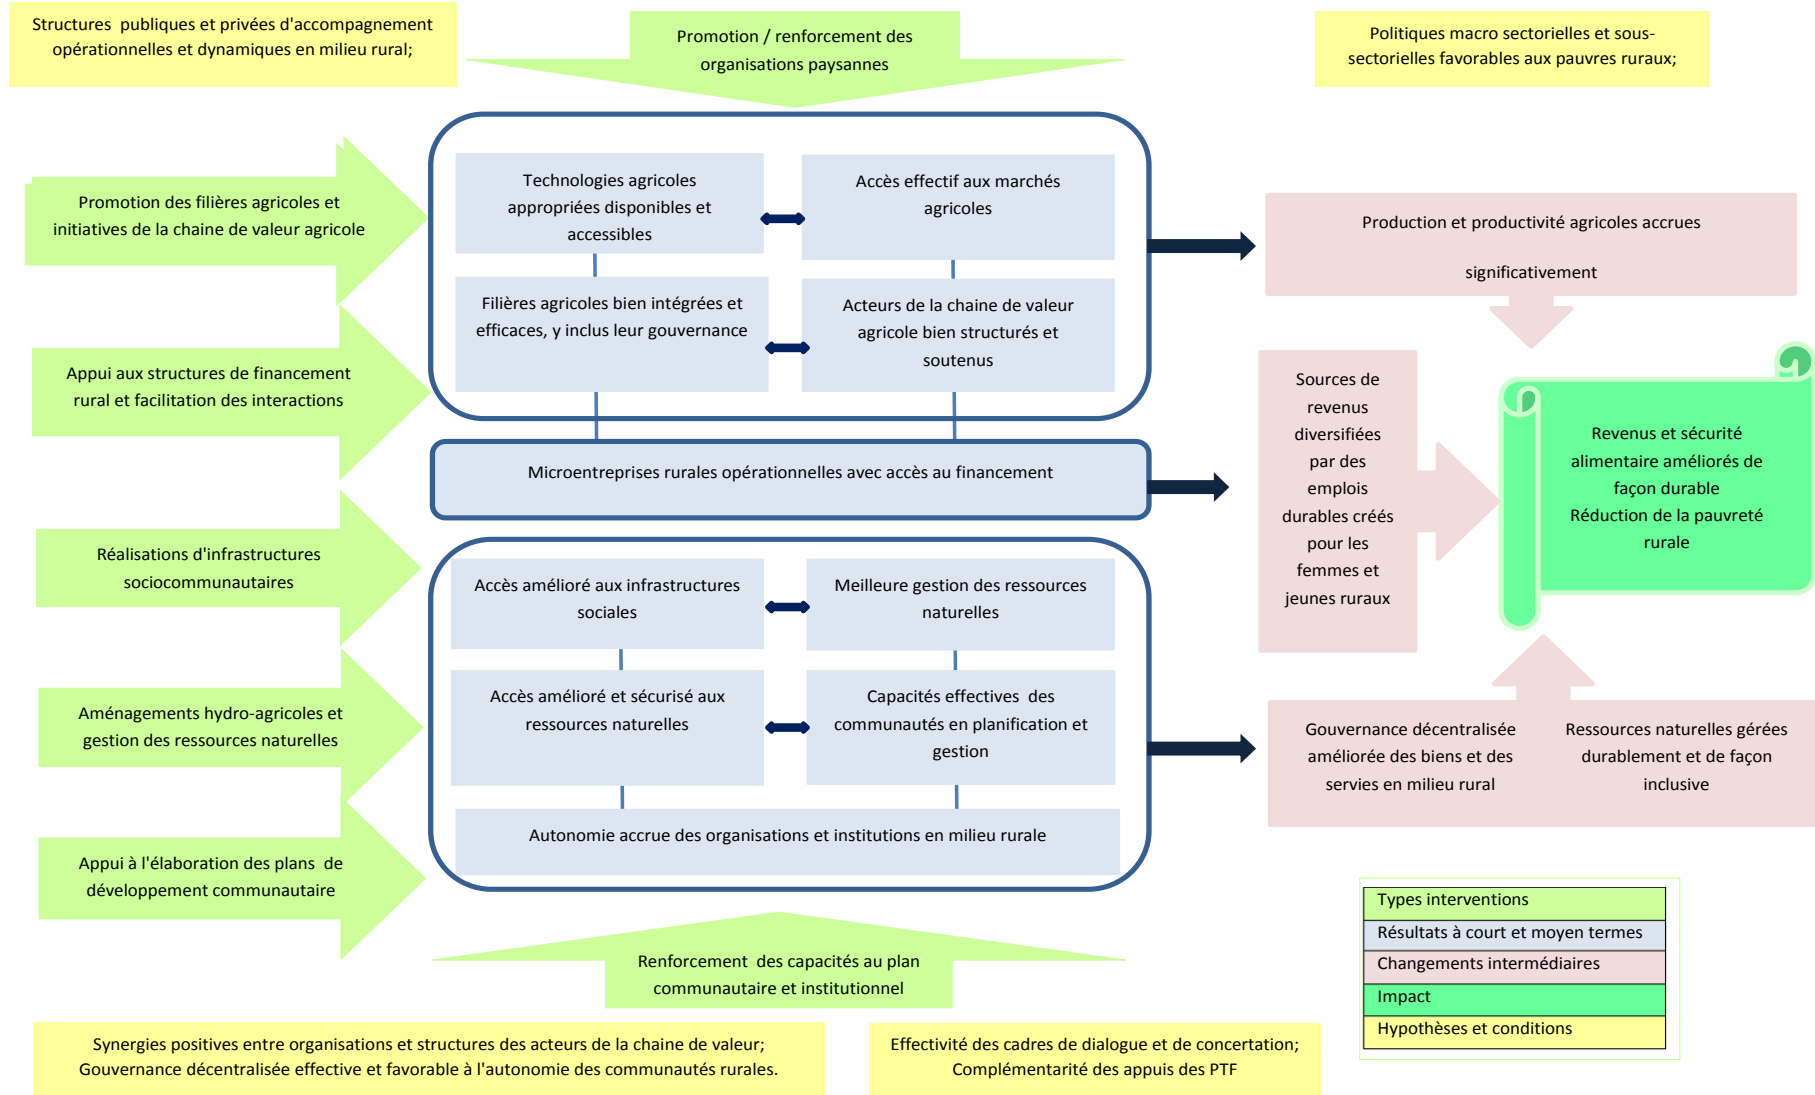 Structures  publiques et privées d'accompagnement
opérationnelles et dynamiques en milieu rural;
Promotion / renforcement des
organisations paysannes
Politiques macro sectorielles et sous-
sectorielles favorables aux pauvres ruraux;
Promotion des filières agricoles et
initiatives de la chaine de valeur agricole
Appui aux structures de financement
rural et facilitation des interactions
Réalisations d'infrastructures
sociocommunautaires
Aménagements hydro-agricoles et
gestion des ressources naturelles
Appui à l'élaboration des plans  de
développement communautaire
Technologies agricoles
appropriées disponibles et
accessibles
Accès effectif aux marchés
agricoles
Filières agricoles bien intégrées et
efficaces, y inclus leur gouvernance
Acteurs de la chaine de valeur
agricole bien structurés et
soutenus
Microentreprises rurales opérationnelles avec accès au financement
Accès amélioré aux infrastructures
sociales
Meilleure gestion des ressources
naturelles
Accès amélioré et sécurisé aux
ressources naturelles
Capacités effectives  des
communautés en planification et
gestion
Autonomie accrue des organisations et institutions en milieu rurale
Renforcement  des capacités au plan
communautaire et institutionnel
Production et productivité agricoles accrues
significativement
Sources de
revenus
diversifiées
par des
emplois
durables créés
pour les
femmes et
jeunes ruraux
Revenus et sécurité
alimentaire améliorés de
façon durable
Réduction de la pauvreté
rurale
Gouvernance décentralisée
améliorée des biens et des
servies en milieu rural
Ressources naturelles gérées
durablement et de façon
inclusive
Types interventions
Résultats à court et moyen termes
Changements intermédiaires
Impact
Hypothèses et conditions
Synergies positives entre organisations et structures des acteurs de la chaine de valeur;
Gouvernance décentralisée effective et favorable à l'autonomie des communautés rurales.
Effectivité des cadres de dialogue et de concertation;
Complémentarité des appuis des PTF